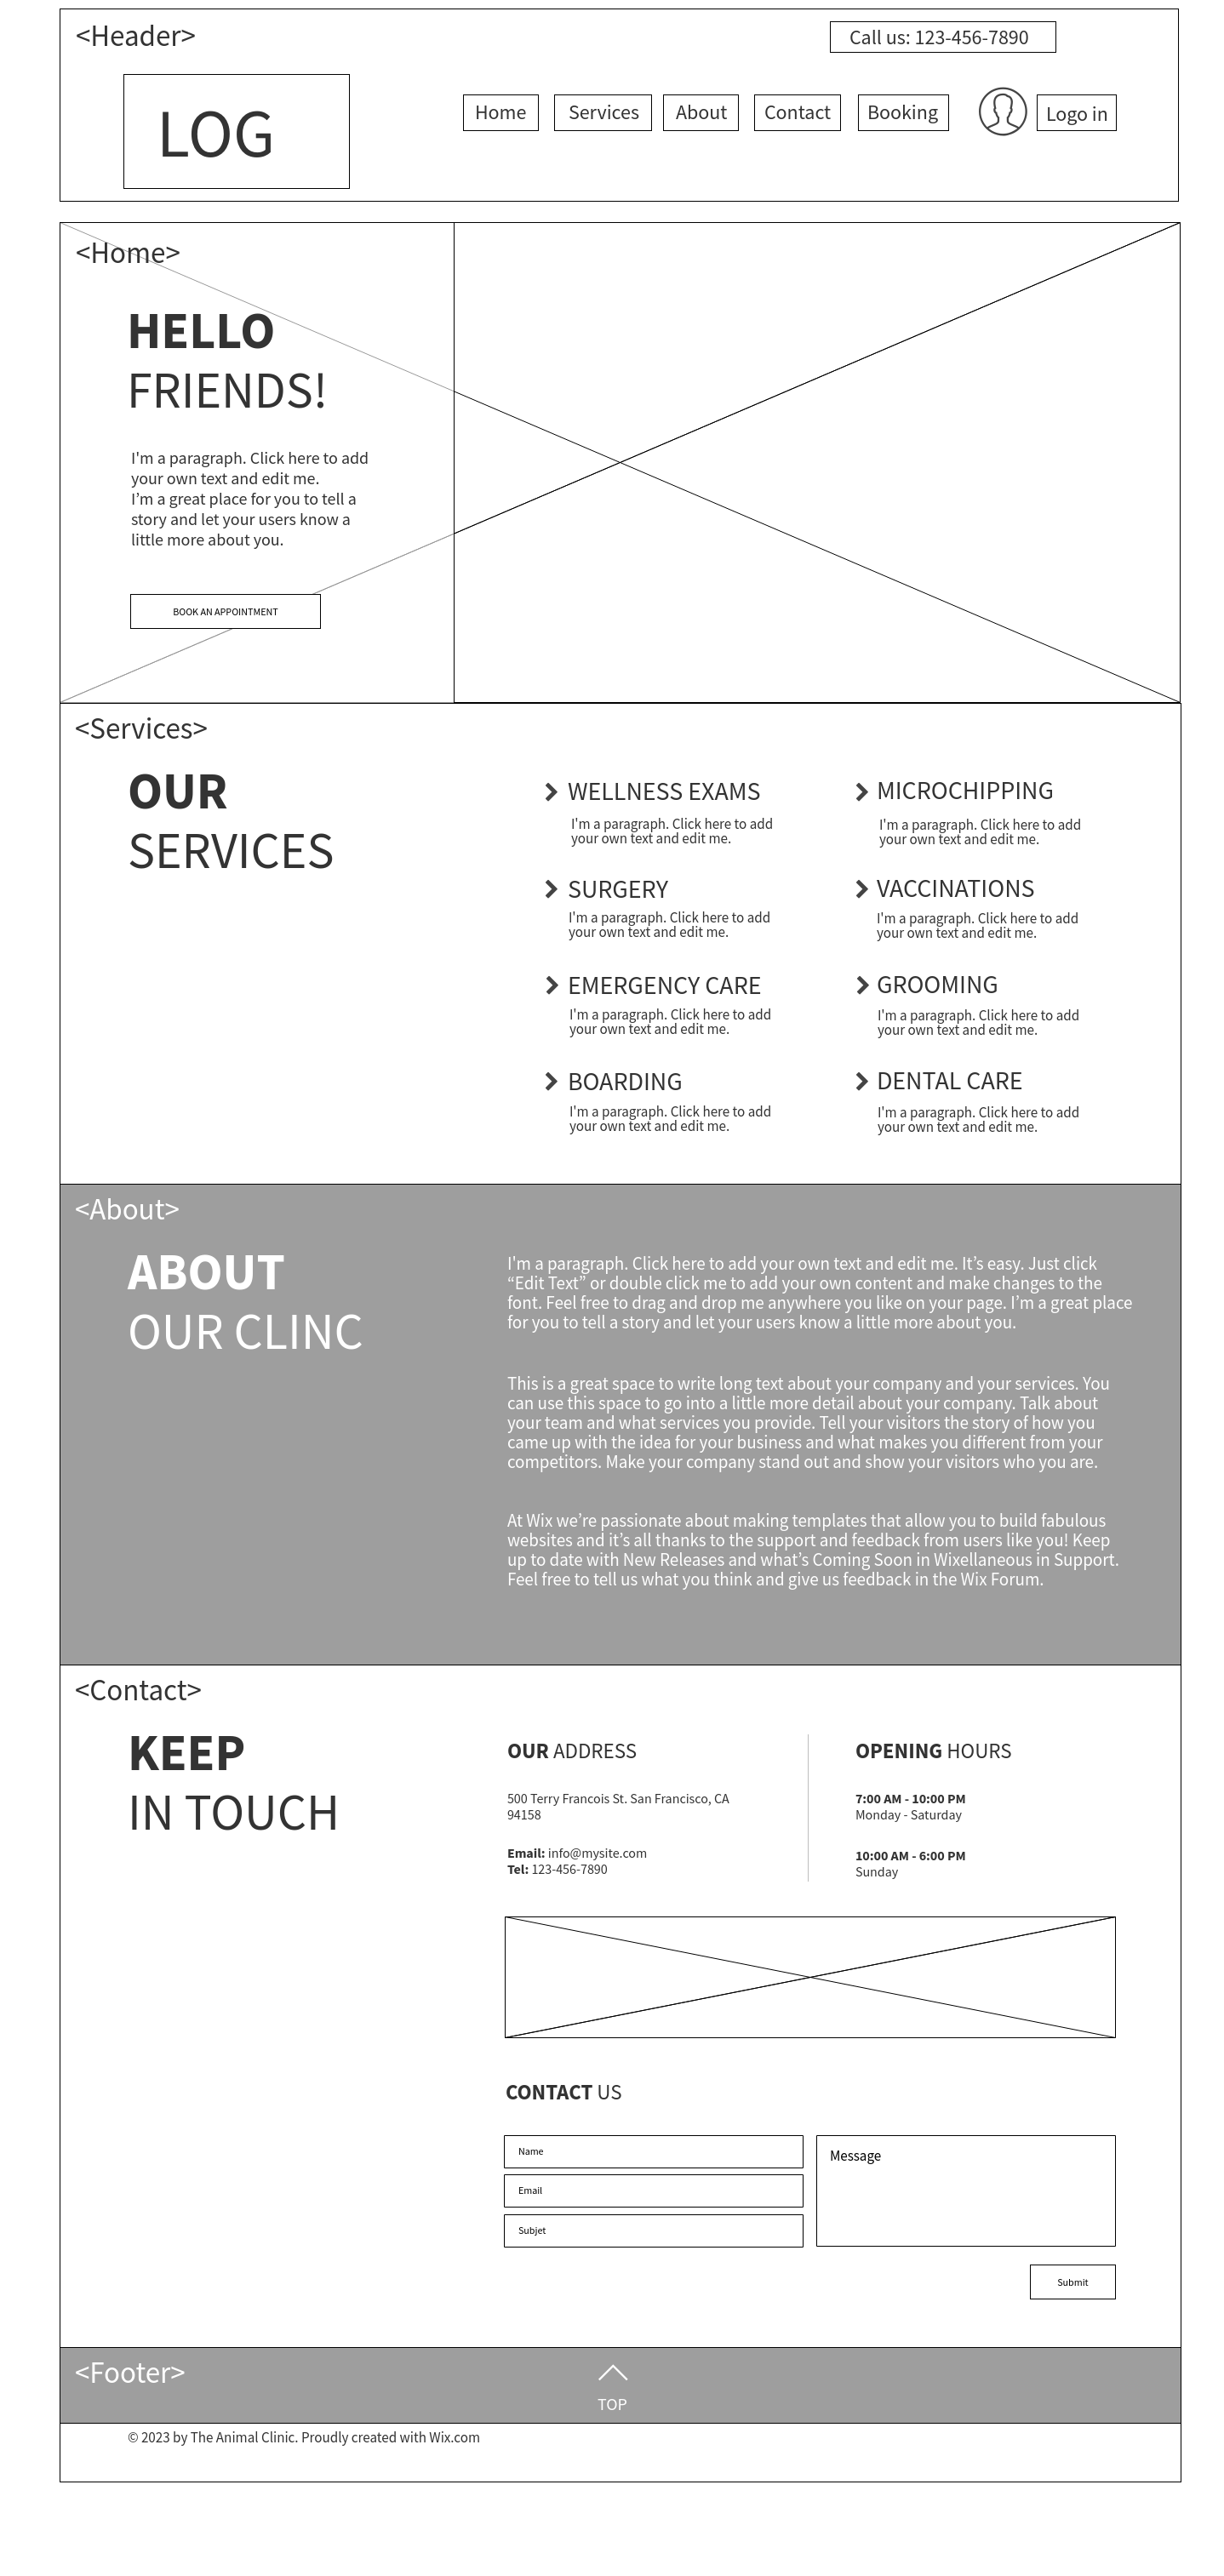 <Header>
Call us: 123-456-7890
LOG
Home
Services
About
Contact
Booking
Logo in
<Home>
HELLO
FRIENDS!
I'm a paragraph. Click here to add
your own text and edit me.
I’m a great place for you to tell a
story and let your users know a
little more about you.
BOOK AN APPOINTMENT
<Services>
OUR
SERVICES
WELLNESS EXAMS
I'm a paragraph. Click here to add
your own text and edit me.
MICROCHIPPING
I'm a paragraph. Click here to add
your own text and edit me.
SURGERY
I'm a paragraph. Click here to add
your own text and edit me.
VACCINATIONS
I'm a paragraph. Click here to add
your own text and edit me.
EMERGENCY CARE
I'm a paragraph. Click here to add
your own text and edit me.
GROOMING
I'm a paragraph. Click here to add
your own text and edit me.
BOARDING
I'm a paragraph. Click here to add
your own text and edit me.
DENTAL CARE
I'm a paragraph. Click here to add
your own text and edit me.
<About>
ABOUT
OUR CLINC
I'm a paragraph. Click here to add your own text and edit me. It’s easy. Just click
“Edit Text” or double click me to add your own content and make changes to the
font. Feel free to drag and drop me anywhere you like on your page. I’m a great place
for you to tell a story and let your users know a little more about you.
This is a great space to write long text about your company and your services. You
can use this space to go into a little more detail about your company. Talk about
your team and what services you provide. Tell your visitors the story of how you
came up with the idea for your business and what makes you different from your
competitors. Make your company stand out and show your visitors who you are.
At Wix we’re passionate about making templates that allow you to build fabulous
websites and it’s all thanks to the support and feedback from users like you! Keep
up to date with New Releases and what’s Coming Soon in Wixellaneous in Support.
Feel free to tell us what you think and give us feedback in the Wix Forum.
<Contact>
KEEP
IN TOUCH
OUR ADDRESS
500 Terry Francois St. San Francisco, CA
94158
Email: info@mysite.com
Tel: 123-456-7890
OPENING HOURS
7:00 AM - 10:00 PM
Monday - Saturday
10:00 AM - 6:00 PM
Sunday
CONTACT US
Name
Email
Subjet
Message
Submit
<Footer>
TOP
© 2023 by The Animal Clinic. Proudly created with Wix.com